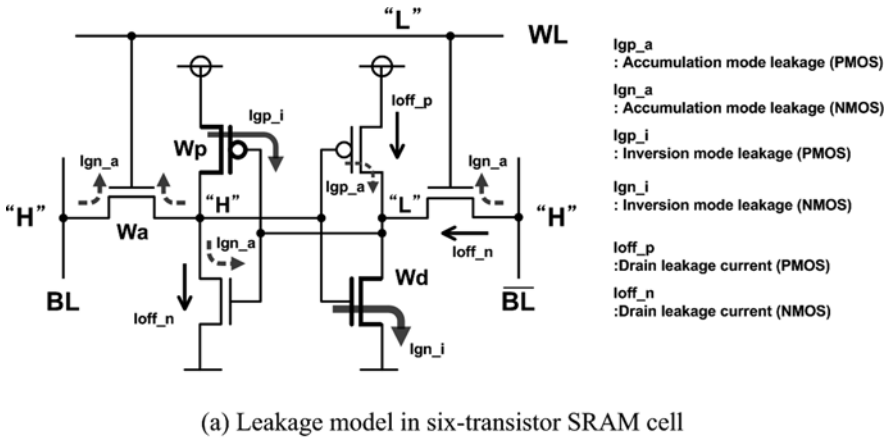 “L”
WL
Igp_i
Ioff_p
Wp
Ign_a
Igp_a
Ign_a
“H”
“H”
“L”
“H”
Wa
Ign_a
Ioff_n
Wd
BL
Ioff_n
B̅L̅
Ign_i
Igp_a
: Accumulation mode leakage (PMOS)
Ign_a
: Accumulation mode leakage (NMOS)
Igp_i
: Inversion mode leakage (PMOS)
Ign_i
: Inversion mode leakage (NMOS)
Ioff_p
:Drain leakage current (PMOS)
Ioff_n
:Drain leakage current (NMOS)
(a) Leakage model in six-transistor SRAM cell